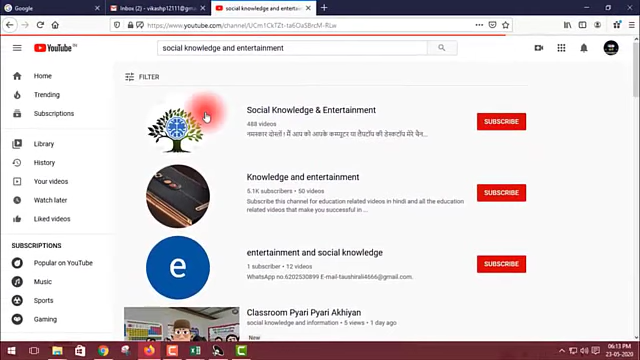 Google
Inbox (2) - vikashp12111@gmail.c
social knowledge and entertainm
https://www.youtube.com/channel/UCm1CkTZt-ta6OaSBrcM-RLw
YouTube IN
social knowledge and entertainment
Home
Trending
Subscriptions
Library
History
Your videos
Watch later
Liked videos
SUBSCRIPTIONS
Popular on YouTube
Music
Sports
Gaming
FILTER
Social Knowledge & Entertainment
488 videos
नमस्कार दोस्तों! मैं आप को आपके कम्प्यूटर या लैपटॉप की डेस्कटॉप मेरे चैन...
SUBSCRIBE
Knowledge and entertainment
5.1K subscribers • 50 videos
Subscribe this channel for education related videos in hindi and all the education
related videos that make you successful in ...
SUBSCRIBE
e
entertainment and social knowledge
1 subscriber • 12 videos
WhatsApp no.6202530899 E-mail-taushirali4666@gmail.com.
SUBSCRIBE
Classroom Pyari Pyari Akhiyan
social knowledge and information • 5 views • 1 day ago
New
06:13 PM
23-05-2020